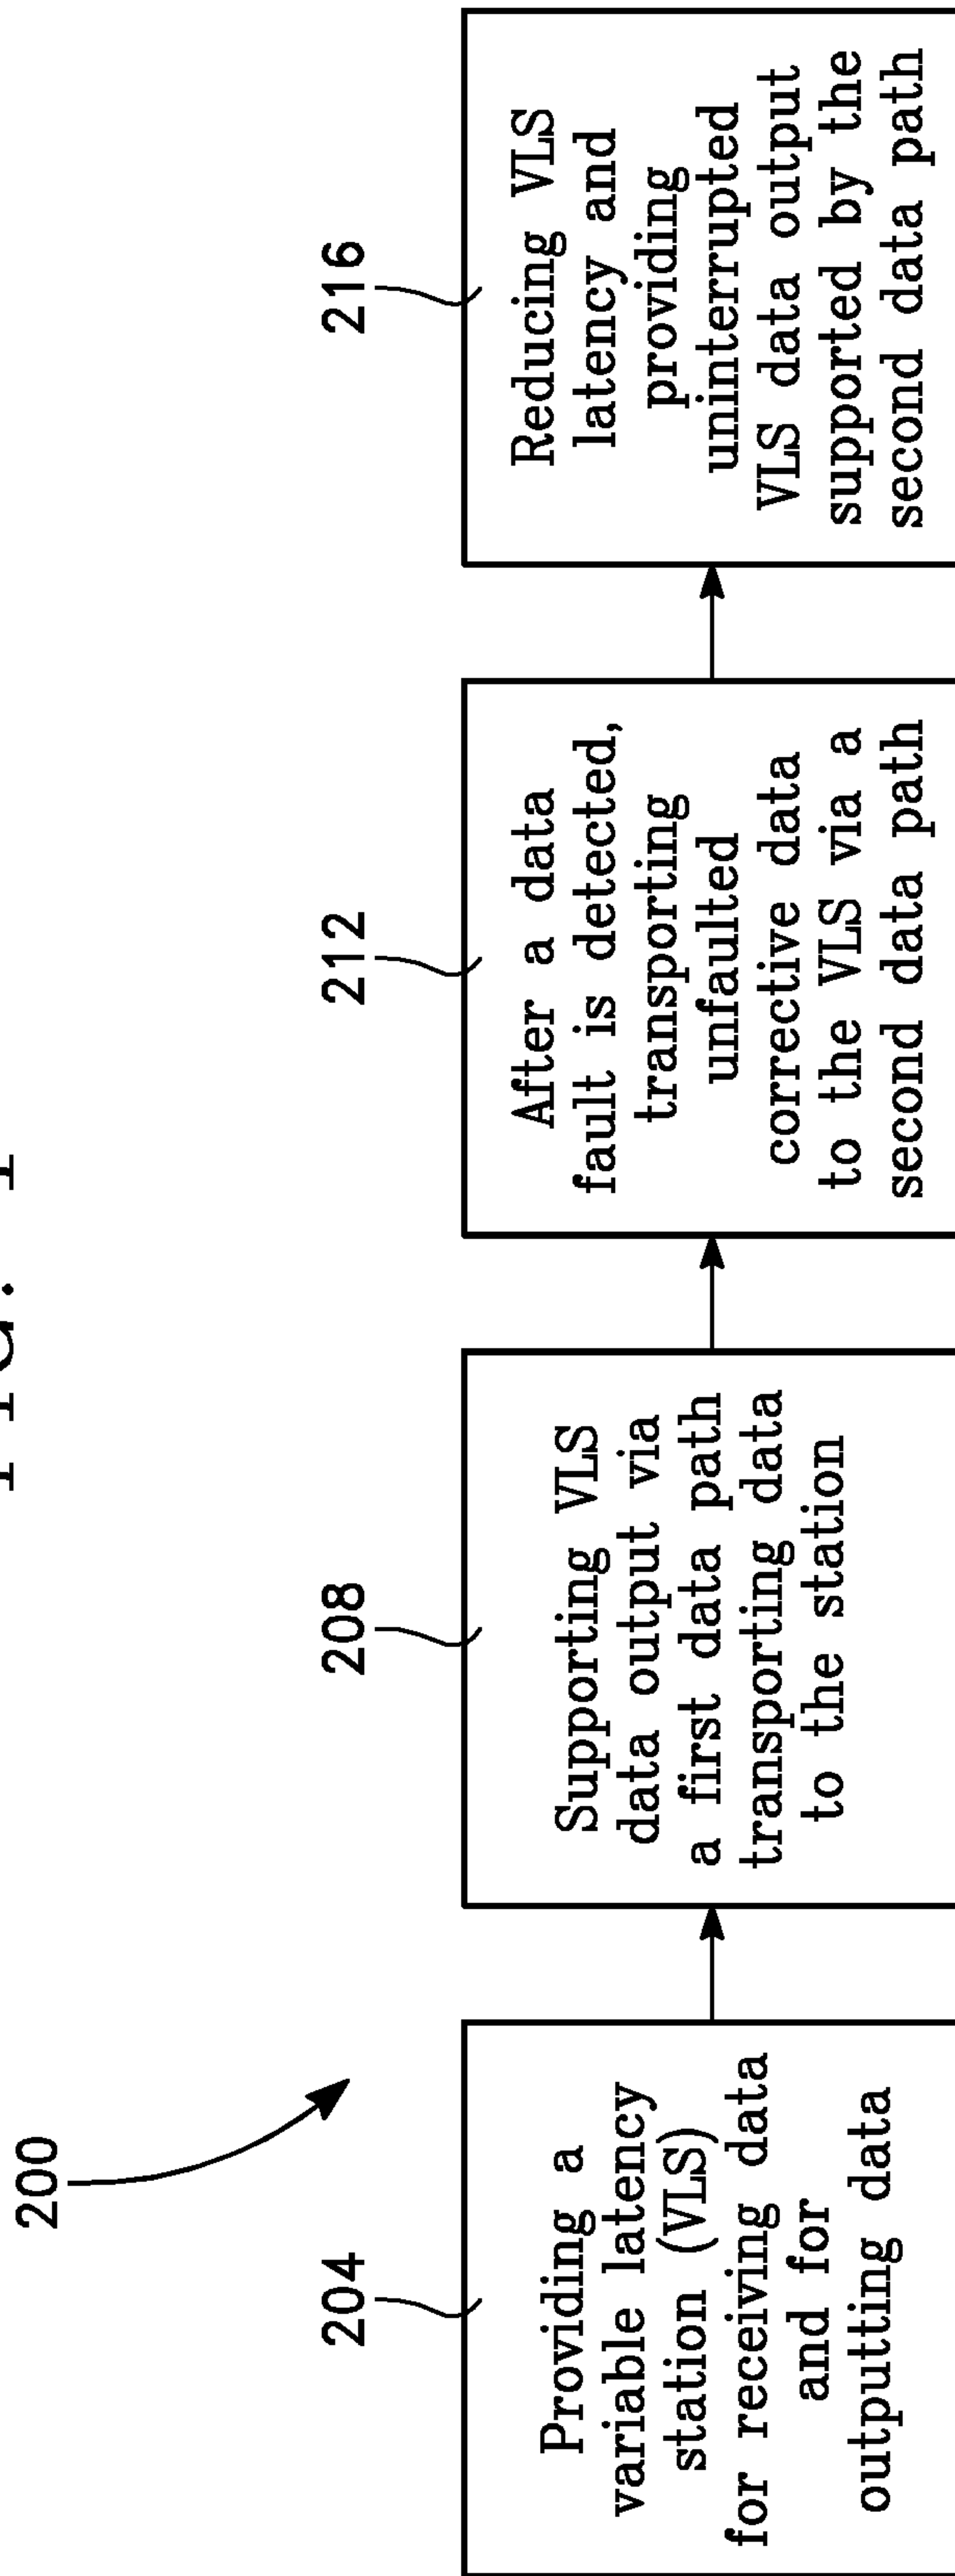 200
204
Providing a
variable latency
station (VLS)
for receiving data
and for
outputting data
208
Supporting VLS
data output via
a first data path
transporting data
to the station
212
After a data
fault is detected,
transporting
unfaulted
corrective data
to the VLS via a
second data path
216
Reducing VLS
latency and
providing
uninterrupted
VLS data output
supported by the
second data path